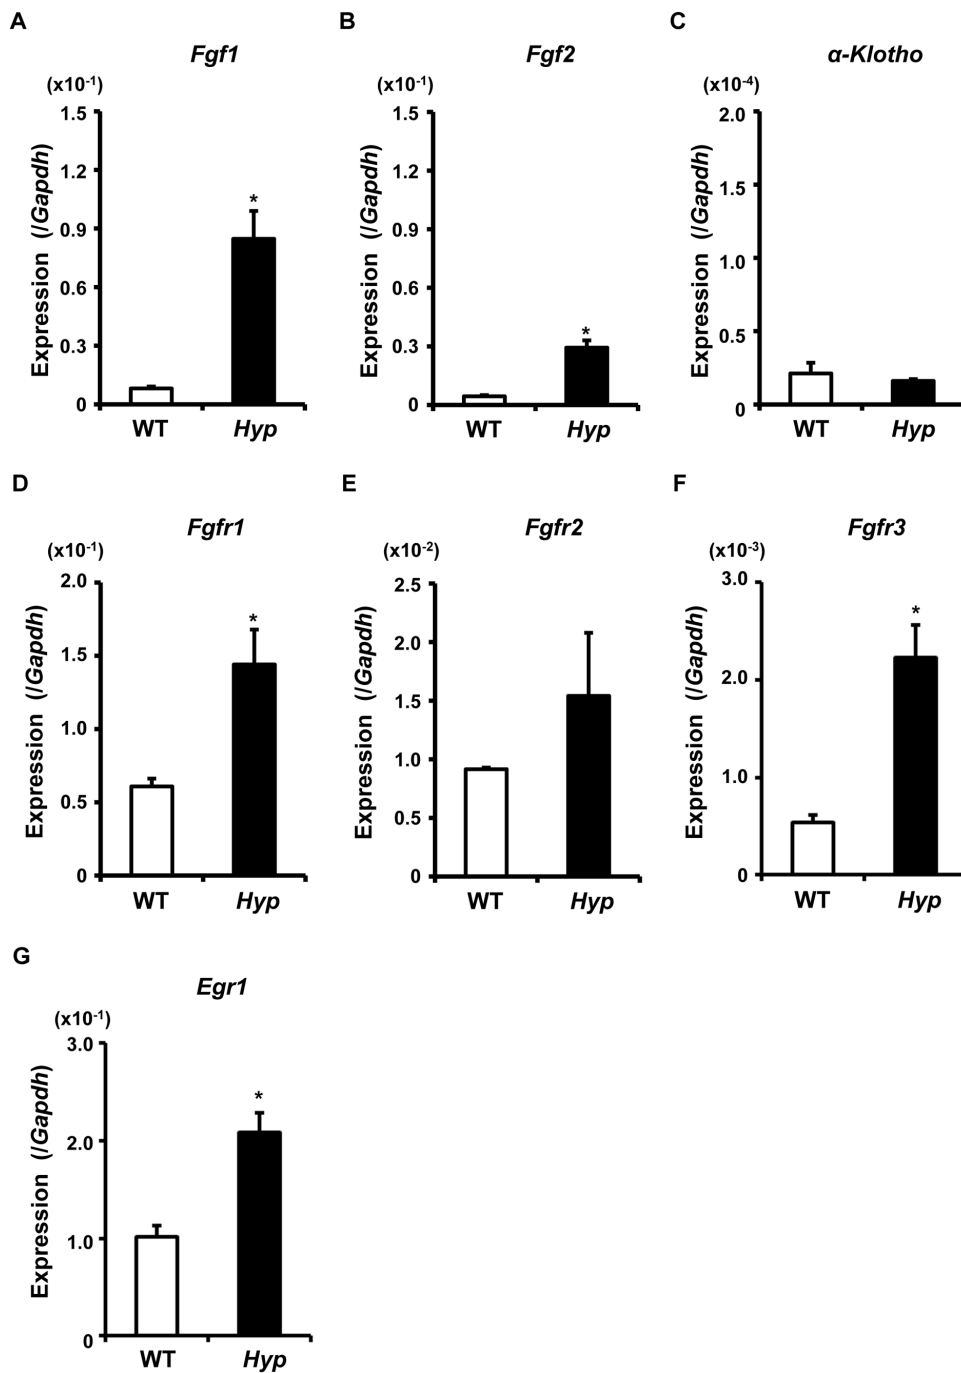 A
Fgf1
(x10-1)
Expression (/Gapdh)
1.5
1.2
0.9
0.6
0.3
0
*
WT
Hyp
B
Fgf2
(x10-1)
Expression (/Gapdh)
1.5
1.2
0.9
0.6
0.3
0
*
WT
Hyp
C
α-Klotho
(x10-4)
Expression (/Gapdh)
2.0
1.5
1.0
0.5
0
WT
Hyp
D
Fgfr1
(x10-1)
Expression (/Gapdh)
2.0
1.5
1.0
0.5
0
*
WT
Hyp
E
Fgfr2
(x10-2)
Expression (/Gapdh)
2.5
2.0
1.5
1.0
0.5
0
WT
Hyp
F
Fgfr3
(x10-3)
Expression (/Gapdh)
3.0
2.0
1.0
0
*
WT
Hyp
G
Egr1
(x10-1)
Expression (/Gapdh)
3.0
2.0
1.0
0
*
WT
Hyp